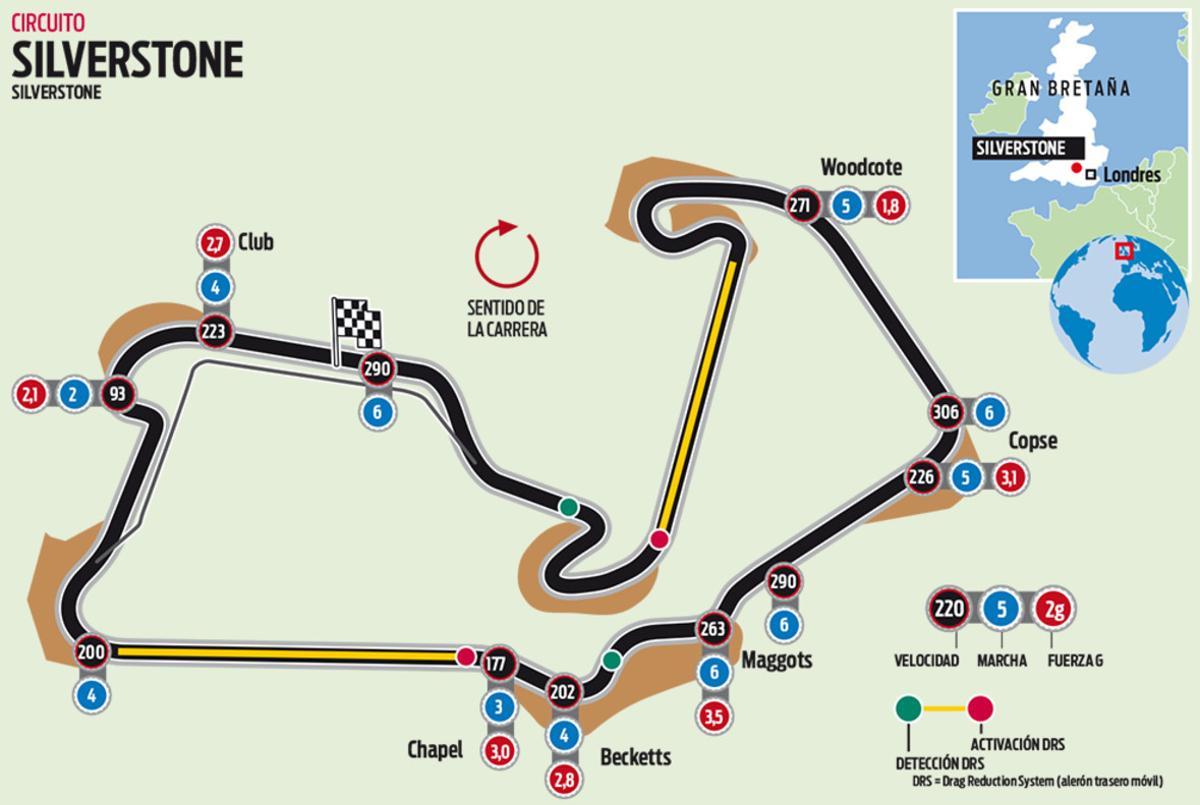 CIRCUITO
SILVERSTONE
SILVERSTONE
GRAN BRETAÑA
SILVERSTONE
Londres
Woodcote
271 5 1,8
2,7 Club
4
223
SENTIDO DE
LA CARRERA
290
6
2,1 2 93
306 6
Copse
226 5 3,1
290
6
Maggots
263
6
3,5
200
4
177
3
3,0
Chapel
202
4
2,8
Becketts
220 5 2g
VELOCIDAD MARCHA FUERZA G
ACTIVACIÓN DRS
DETECCIÓN DRS
DRS = Drag Reduction System (alerón trasero móvil)